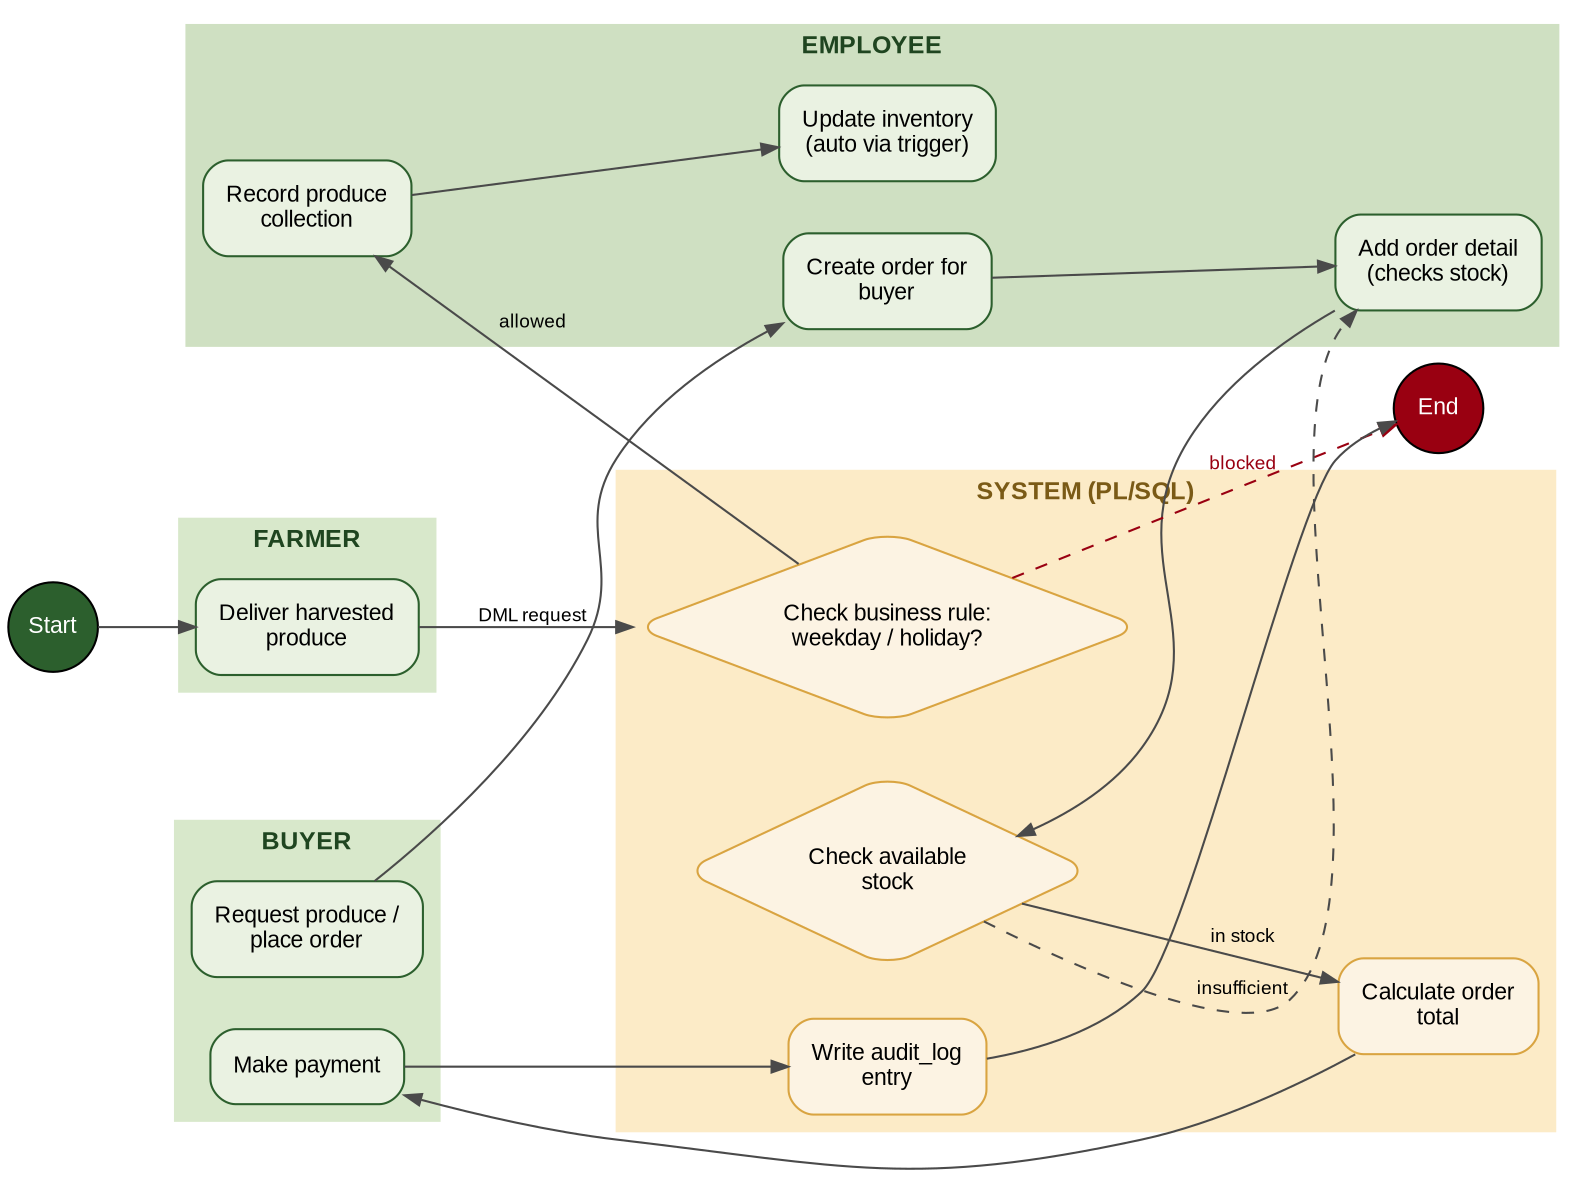 EMPLOYEE
Update inventory
(auto via trigger)
Record produce
collection
Create order for
buyer
Add order detail
(checks stock)
allowed
End
blocked
SYSTEM (PL/SQL)
FARMER
Start
Deliver harvested
produce
DML request
Check business rule:
weekday / holiday?
BUYER
Request produce /
place order
Check available
stock
in stock
insufficient
Calculate order
total
Make payment
Write audit_log
entry